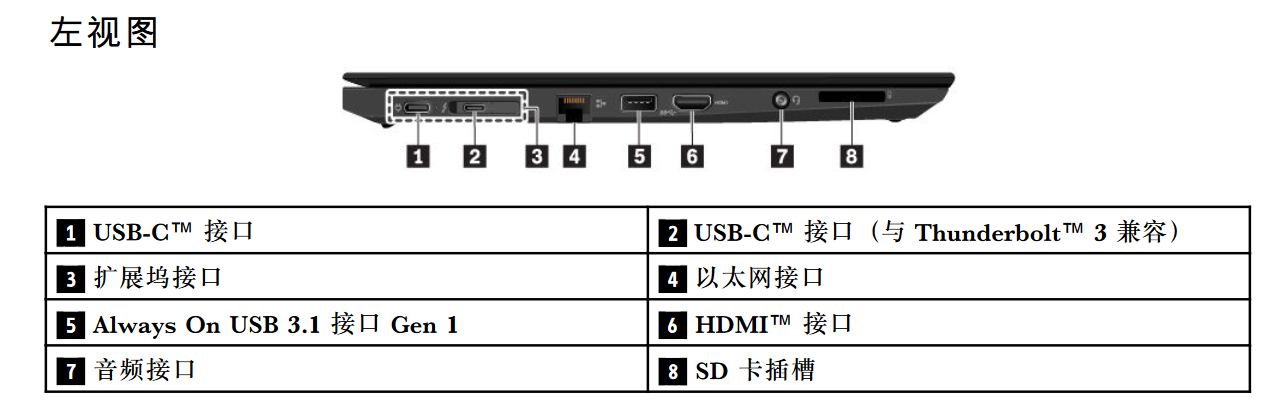 左视图
HDMI
1 2 3 4 5 6 7 8
1 USB-C™ 接口
2 USB-C™ 接口（与 Thunderbolt™ 3 兼容）
3 扩展坞接口
4 以太网接口
5 Always On USB 3.1 接口 Gen 1
6 HDMI™ 接口
7 音频接口
8 SD 卡插槽